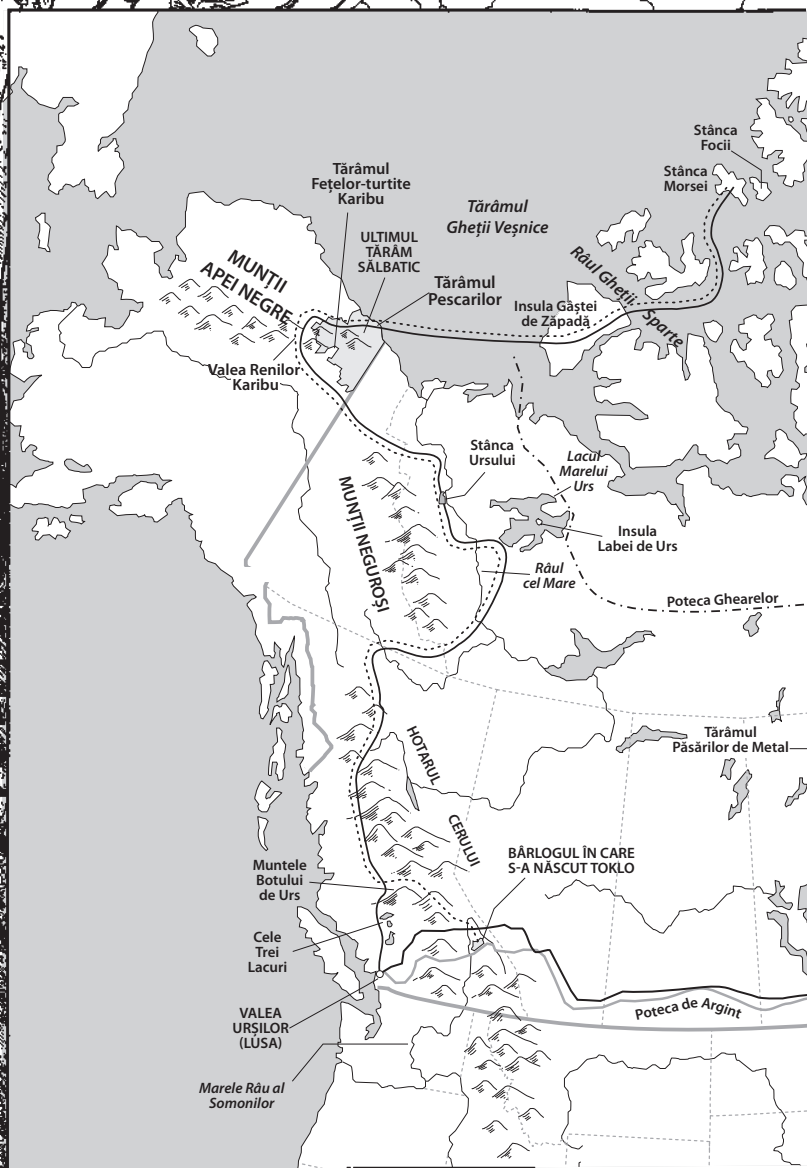 Stânca
Focii
Stânca
Morsei
Tărâmul
Fețelor-turtite
Karibu
Tărâmul
Gheții Veșnice
ULTIMUL
TĂRÂM
SĂLBATIC
MUNȚII
APEI NEGRE
Tărâmul
Pescarilor
Râul Gheții Sparte
Insula Gâștei
de Zăpadă
Valea Renilor
Karibu
Stânca
Ursului
Lacul
Marelui
Urs
MUNȚII NEGUROȘI
Insula
Labei de Urs
Râul
cel Mare
Poteca Ghearelor
HOTARUL
CERULUI
Tărâmul
Păsărilor de Metal
BÂRLOGUL ÎN CARE
S-A NĂSCUT TOKLO
Muntele
Botului
de Urs
Cele
Trei
Lacuri
VALEA
URȘILOR
(LUSA)
Poteca de Argint
Marele Râu al
Somonilor